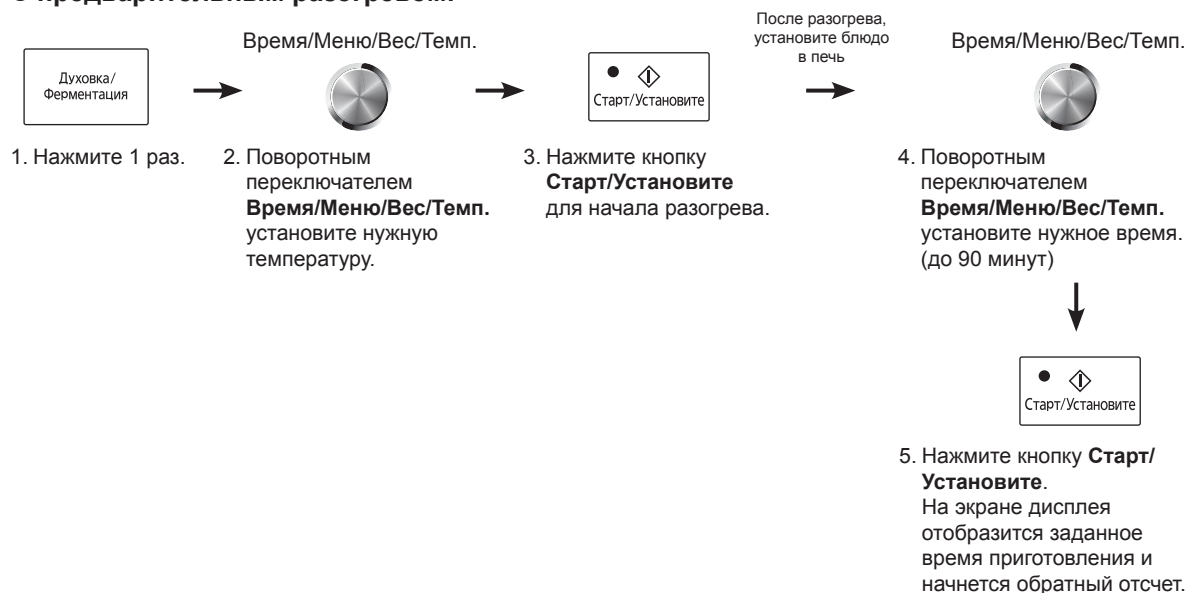 Время/Меню/Вес/Темп.
После разогрева,
установите блюдо
в печь
Время/Меню/Вес/Темп.
Духовка/
Ферментация
Старт/Установите
1. Нажмите 1 раз.
2. Поворотным
переключателем
Время/Меню/Вес/Темп.
установите нужную
температуру.
3. Нажмите кнопку
Старт/Установите
для начала разогрева.
4. Поворотным
переключателем
Время/Меню/Вес/Темп.
установите нужное время.
(до 90 минут)
Старт/Установите
5. Нажмите кнопку Старт/
Установите.
На экране дисплея
отобразится заданное
время приготовления и
начнется обратный отсчет.